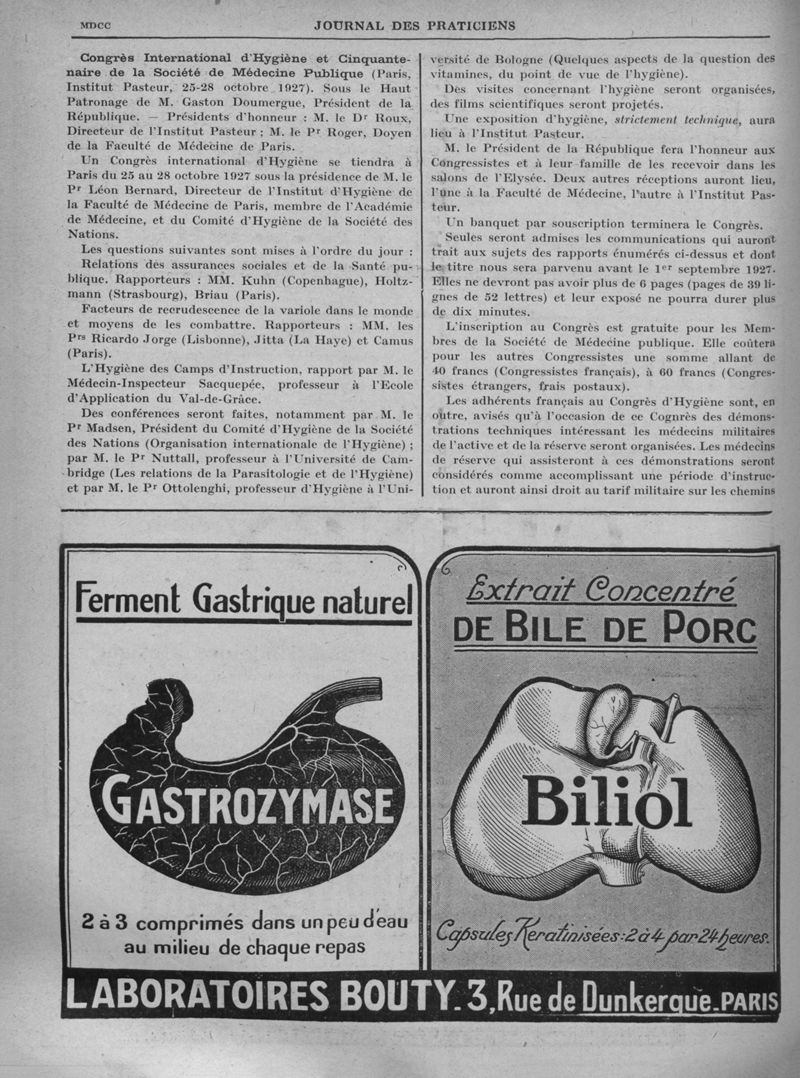 MDCC
JOURNAL DES PRATICIENS
Congrès International d'Hygiène et Cinquante-
naire de la Société de Médecine Publique (Paris,
Institut Pasteur, 25-28 octobre 1927). Sous le Haut
Patronage de M. Gaston Doumergue, Président de la
République. — Présidents d'honneur : M. le Dr Roux,
Directeur de l'Institut Pasteur ; M. le Pr Roger, Doyen
de la Faculté de Médecine de Paris.
Un Congrès international d'Hygiène se tiendra à
Paris du 25 au 28 octobre 1927 sous la présidence de M. le
Pr Léon Bernard, Directeur de l'Institut d'Hygiène de
la Faculté de Médecine de Paris, membre de l'Académie
de Médecine, et du Comité d'Hygiène de la Société des
Nations.
Les questions suivantes sont mises à l'ordre du jour :
Relations des assurances sociales et de la Santé pu-
blique. Rapporteurs : MM. Kuhn (Copenhague), Holtz-
mann (Strasbourg), Briau (Paris).
Facteurs de recrudescence de la variole dans le monde
et moyens de les combattre. Rapporteurs : MM. les
Prs Ricardo Jorge (Lisbonne), Jitta (La Haye) et Camus
(Paris).
L'Hygiène des Camps d'Instruction, rapport par M. le
Médecin-Inspecteur Sacquepée, professeur à l'Ecole
d'Application du Val-de-Grâce.
Des conférences seront faites, notamment par M. le
Pr Madsen, Président du Comité d'Hygiène de la Société
des Nations (Organisation internationale de l'Hygiène) ;
par M. le Pr Nuttall, professeur à l'Université de Cam-
bridge (Les relations de la Parasitologie et de l'Hygiène)
et par M. le Pr Ottolenghi, professeur d'Hygiène à l'Uni-
versité de Bologne (Quelques aspects de la question des
vitamines, du point de vue de l'hygiène).
Des visites concernant l'hygiène seront organisées,
des films scientifiques seront projetés.
Une exposition d'hygiène, strictement technique, aura
lieu à l'Institut Pasteur.
M. le Président de la République fera l'honneur aux
Congressistes et à leur famille de les recevoir dans les
salons de l'Elysée. Deux autres réceptions auront lieu,
l'une à la Faculté de Médecine, l'autre à l'Institut Pas-
teur.
Un banquet par souscription terminera le Congrès.
Seules seront admises les communications qui auront
trait aux sujets des rapports énumérés ci-dessus et dont
le titre nous sera parvenu avant le 1er septembre 1927.
Elles ne devront pas avoir plus de 6 pages (pages de 39 li-
gnes de 52 lettres) et leur exposé ne pourra durer plus
de dix minutes.
L'inscription au Congrès est gratuite pour les Mem-
bres de la Société de Médecine publique. Elle coûtera
pour les autres Congressistes une somme allant de
40 francs (Congressistes français), à 60 francs (Congres-
sistes étrangers, frais postaux).
Les adhérents français au Congrès d'Hygiène sont, en
outre, avisés qu'à l'occasion de ce Cognrès des démons-
trations techniques intéressant les médecins militaires
de l'active et de la réserve seront organisées. Les médecins
de réserve qui assisteront à ces démonstrations seront
considérés comme accomplissant une période d'instruc-
tion et auront ainsi droit au tarif militaire sur les chemins
Ferment Gastrique naturel
GASTROZYMASE
2 à 3 comprimés dans un peu d'eau
au milieu de chaque repas
Extrait Concentré
DE BILE DE PORC
Biliol
Capsules Kératinisées: 2 à 4 par 24 heures.
LABORATOIRES BOUTY_3, Rue de Dunkerque_PARIS